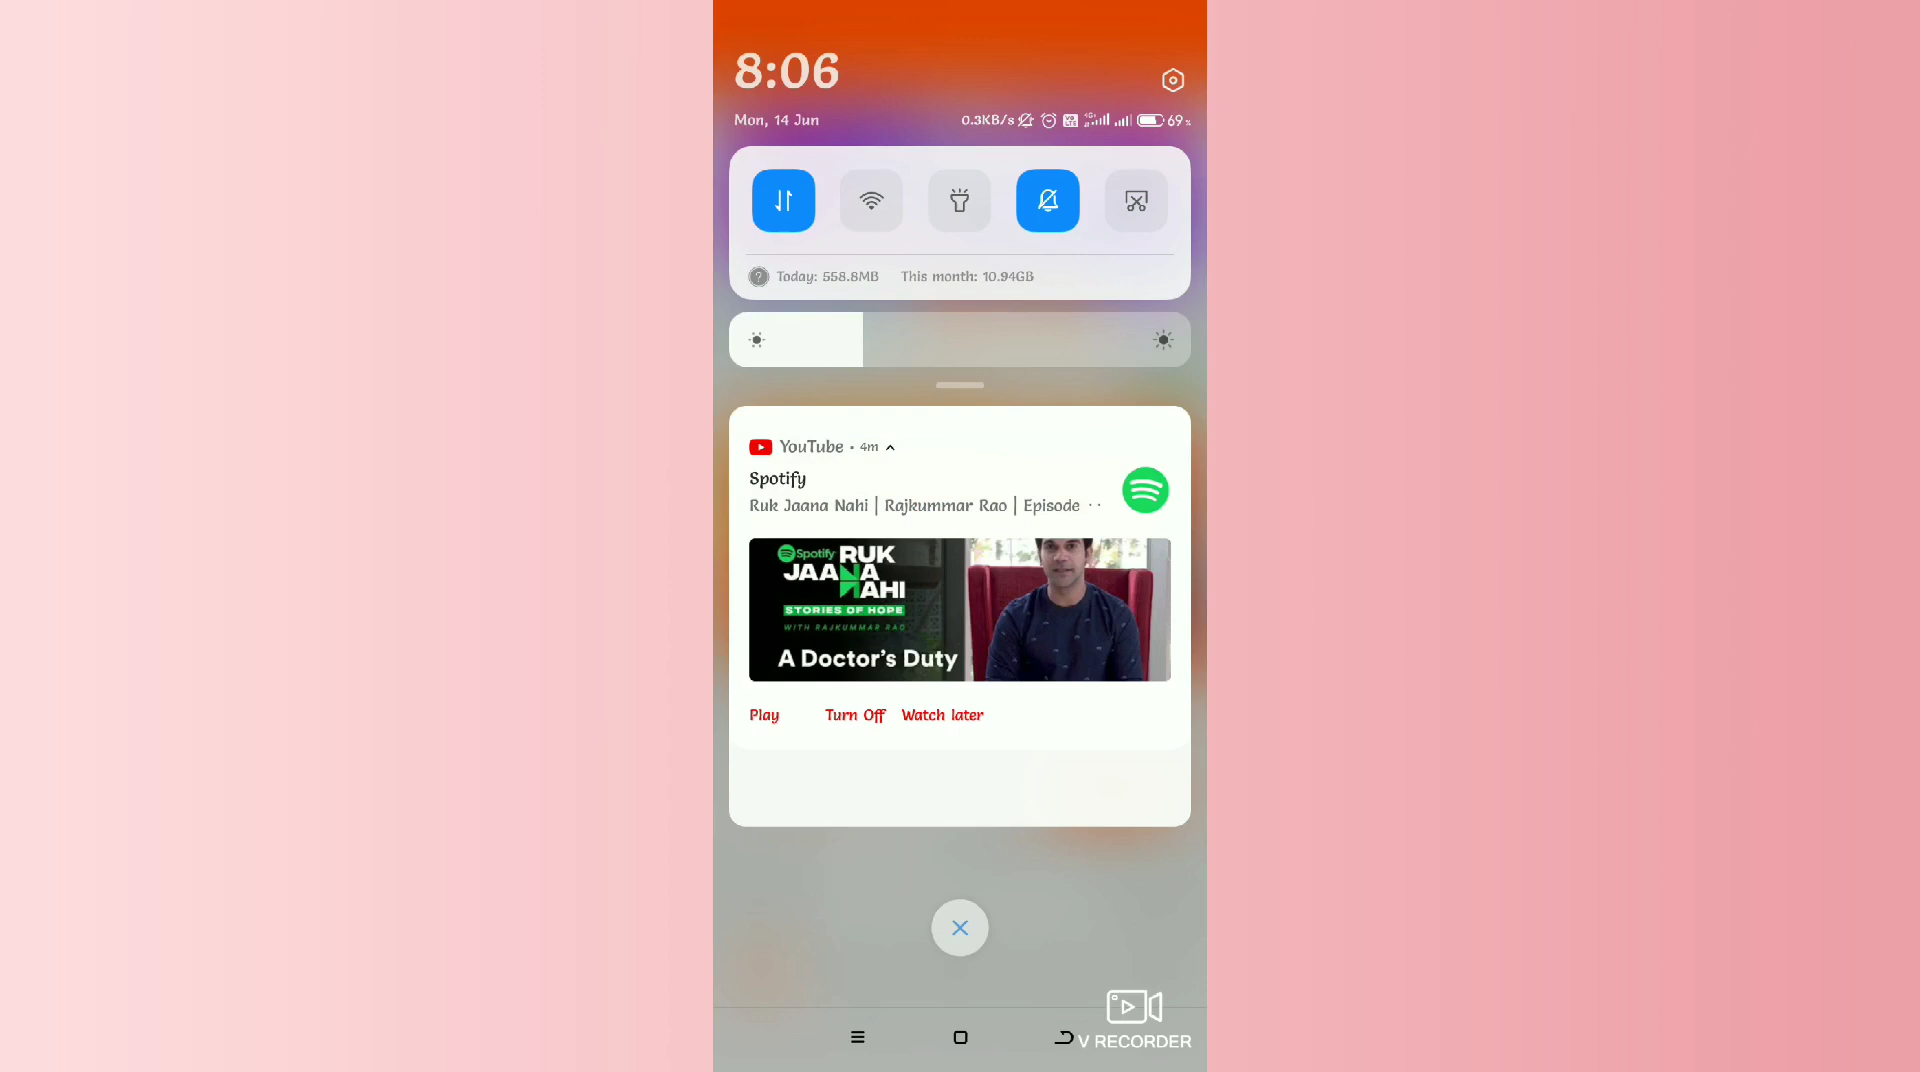 8:06
Mon, 14 Jun
0.3KB/s
69%
Today: 558.8MB This month: 10.94GB
YouTube • 4m
Spotify
Ruk Jaana Nahi | Rajkummar Rao | Episode ··
Spotify RUK
JAANA
NAHI
STORIES OF HOPE
WITH RAJKUMMAR RAO
A Doctor's Duty
Play Turn Off Watch later
V RECORDER